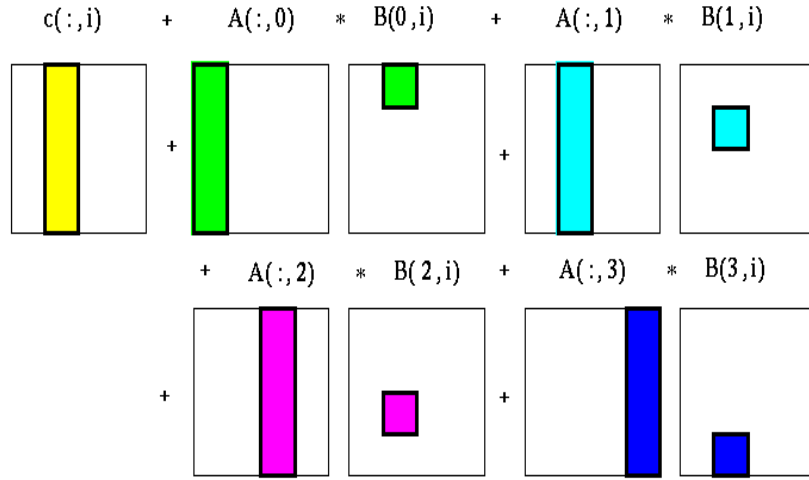 c(:,i) + A(:,0) * B(0,i) + A(:,1) * B(1,i)
+ +
+ A(:,2) * B(2,i) + A(:,3) * B(3,i)
+ +